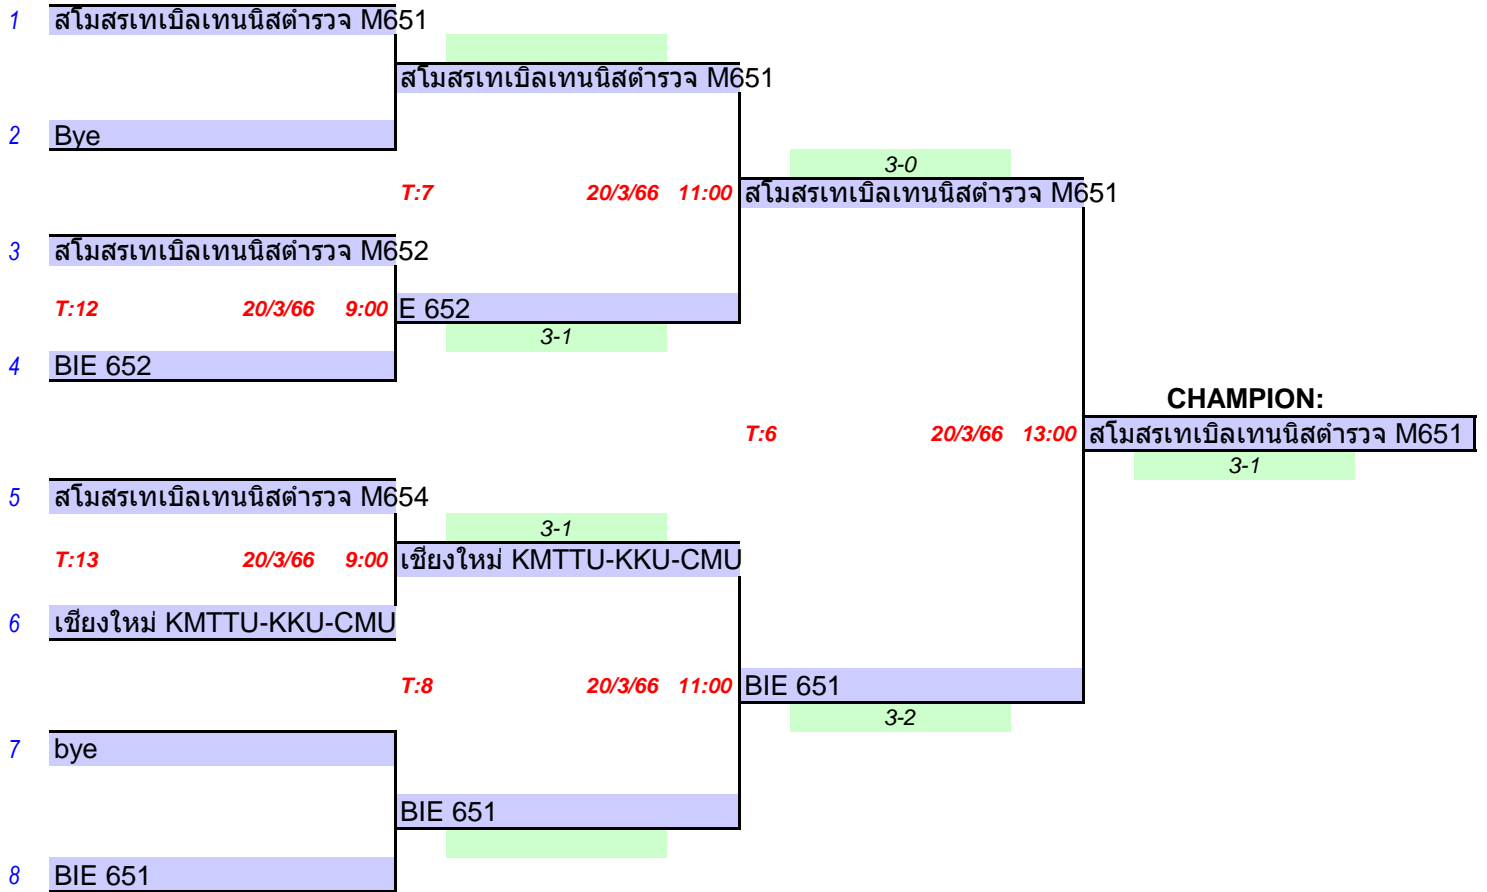 1 สโมสรเทเบิลเทนนิสตำรวจ M651
สโมสรเทเบิลเทนนิสตำรวจ M651
2 Bye
3-0
T:7 20/3/66 11:00 สโมสรเทเบิลเทนนิสตำรวจ M651
3 สโมสรเทเบิลเทนนิสตำรวจ M652
T:12 20/3/66 9:00 E 652
3-1
4 BIE 652
CHAMPION:
T:6 20/3/66 13:00 สโมสรเทเบิลเทนนิสตำรวจ M651
3-1
5 สโมสรเทเบิลเทนนิสตำรวจ M654
3-1
T:13 20/3/66 9:00 เชียงใหม่ KMTTU-KKU-CMU
6 เชียงใหม่ KMTTU-KKU-CMU
T:8 20/3/66 11:00 BIE 651
3-2
7 bye
BIE 651
8 BIE 651